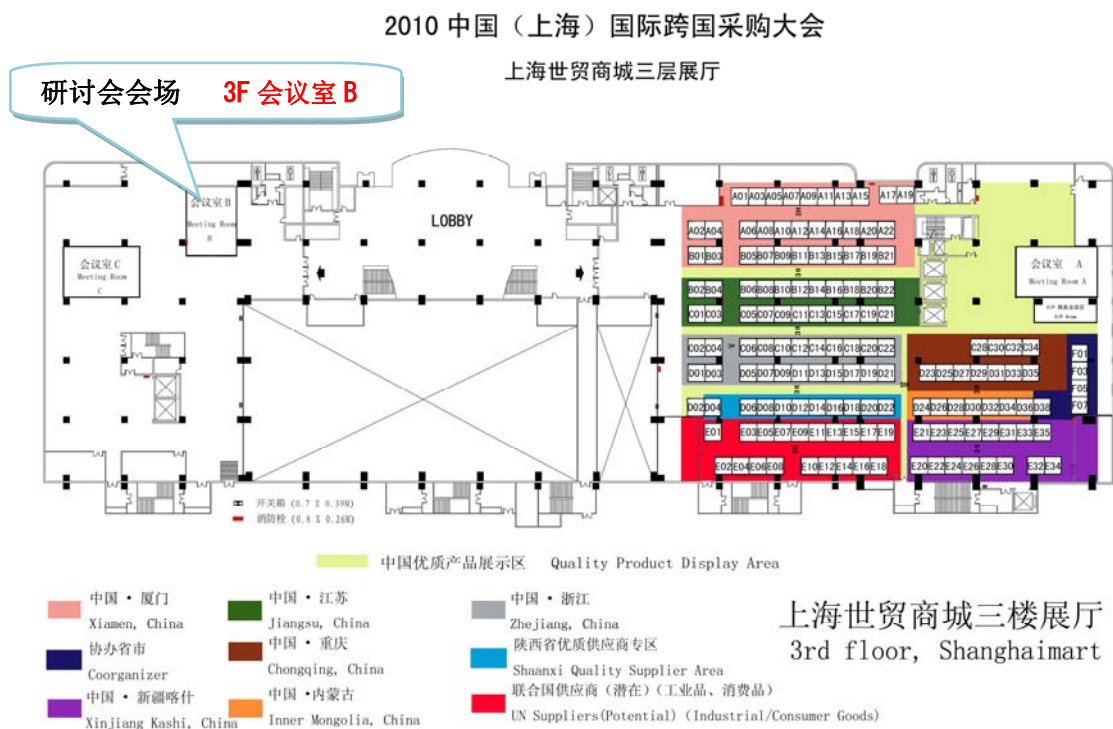 2010 中国（上海）国际跨国采购大会
上海世贸商城三层展厅
研讨会会场 3F 会议室 B
会议室 B
Meeting Room
B
LOBBY
会议室 C
Meeting Room
C
会议室 A
Meeting Room A
A01 A03 A05 A07 A09 A11 A13 A15 A17 A19
A02 A04 A06 A08 A10 A12 A14 A16 A18 A20 A22
B01 B03 B05 B07 B09 B11 B13 B15 B17 B19 B21
B02 B04 B06 B08 B10 B12 B14 B16 B18 B20 B22
C01 C03 C05 C07 C09 C11 C13 C15 C17 C19 C21
C02 C04 C06 C08 C10 C12 C14 C16 C18 C20 C22
C28 C30 C32 C34
F01
F03
F05
F07
D01 D03 D05 D07 D09 D11 D13 D15 D17 D19 D21
D23 D25 D27 D29 D31 D33 D35
D02 D04 D06 D08 D10 D12 D14 D16 D18 D20 D22
D24 D26 D28 D30 D32 D34 D36 D38
E01 E03 E05 E07 E09 E11 E13 E15 E17 E19
E21 E23 E25 E27 E29 E31 E33 E35
E02 E04 E06 E08 E10 E12 E14 E16 E18
E20 E22 E24 E26 E28 E30 E32 E34
开关箱 (0.7 X 0.39M)
消防栓 (0.8 X 0.26M)
中国优质产品展示区 Quality Product Display Area
中国 • 厦门
Xiamen, China
中国 • 江苏
Jiangsu, China
中国 • 浙江
Zhejiang, China
协办省市
Coorganizer
中国 • 重庆
Chongqing, China
陕西省优质供应商专区
Shaanxi Quality Supplier Area
中国 • 新疆喀什
Xinjiang Kashi, China
中国 •内蒙古
Inner Mongolia, China
联合国供应商（潜在）（工业品、消费品）
UN Suppliers(Potential) (Industrial/Consumer Goods)
上海世贸商城三楼展厅
3rd floor, Shanghaimart